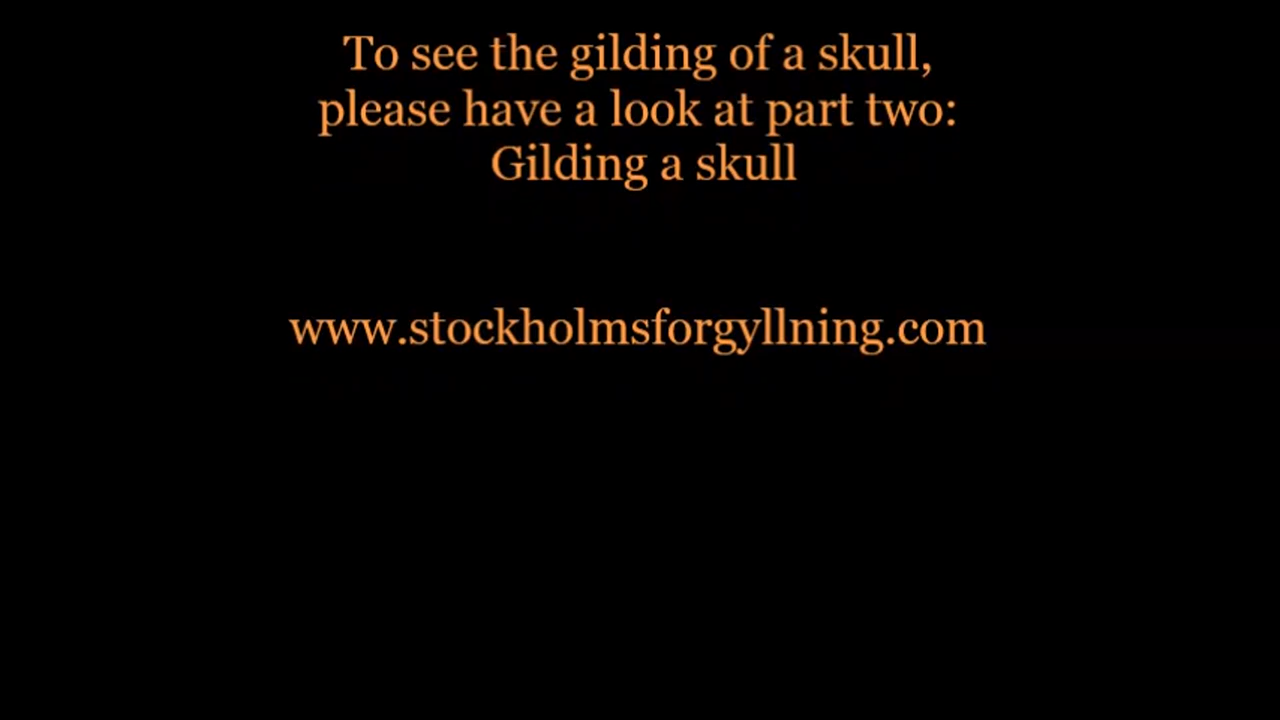 To see the gilding of a skull,
please have a look at part two:
Gilding a skull
www.stockholmsforgyllning.com